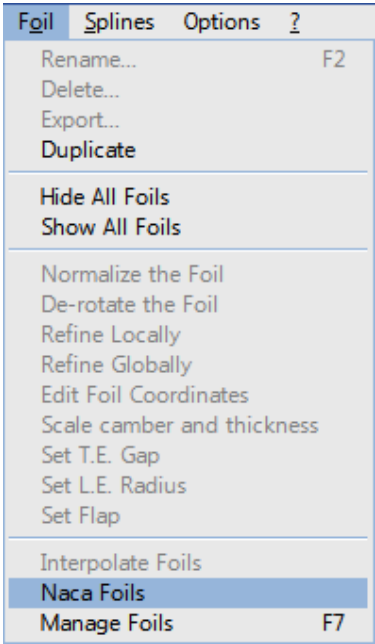 Foil Splines Options ?
Rename... F2
Delete...
Export...
Duplicate
Hide All Foils
Show All Foils
Normalize the Foil
De-rotate the Foil
Refine Locally
Refine Globally
Edit Foil Coordinates
Scale camber and thickness
Set T.E. Gap
Set L.E. Radius
Set Flap
Interpolate Foils
Naca Foils
Manage Foils F7